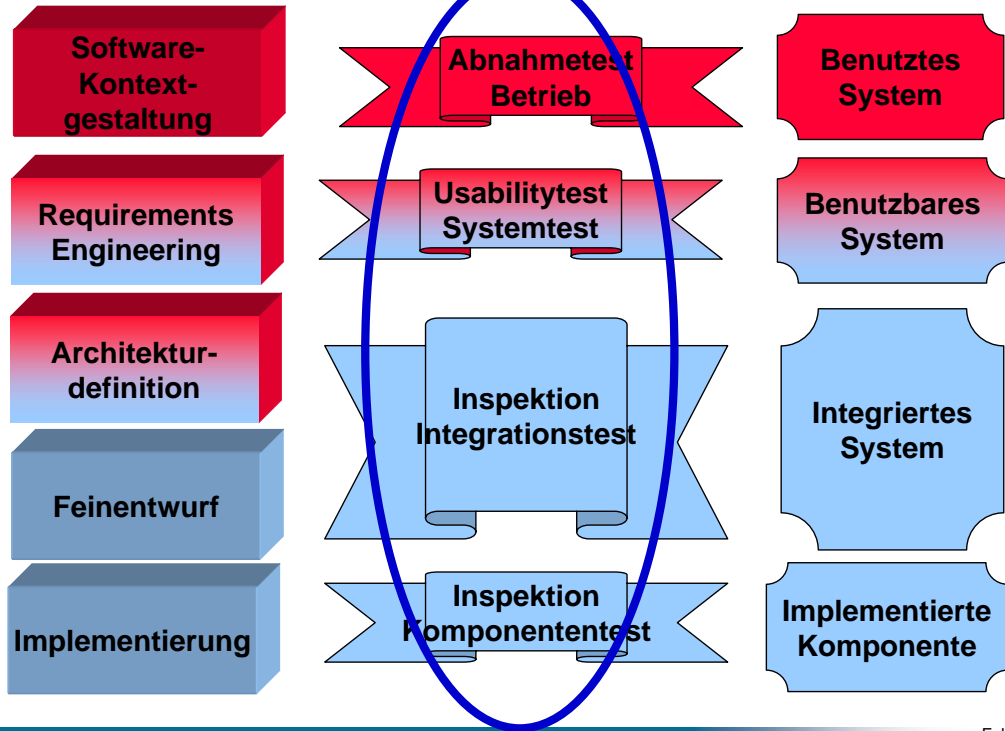 Software-
Kontext-
gestaltung
Abnahmetest
Betrieb
Benutztes
System
Requirements
Engineering
Usabilitytest
Systemtest
Benutzbares
System
Architektur-
definition
Inspektion
Integrationstest
Integriertes
System
Feinentwurf
Implementierung
Inspektion
Komponententest
Implementierte
Komponente